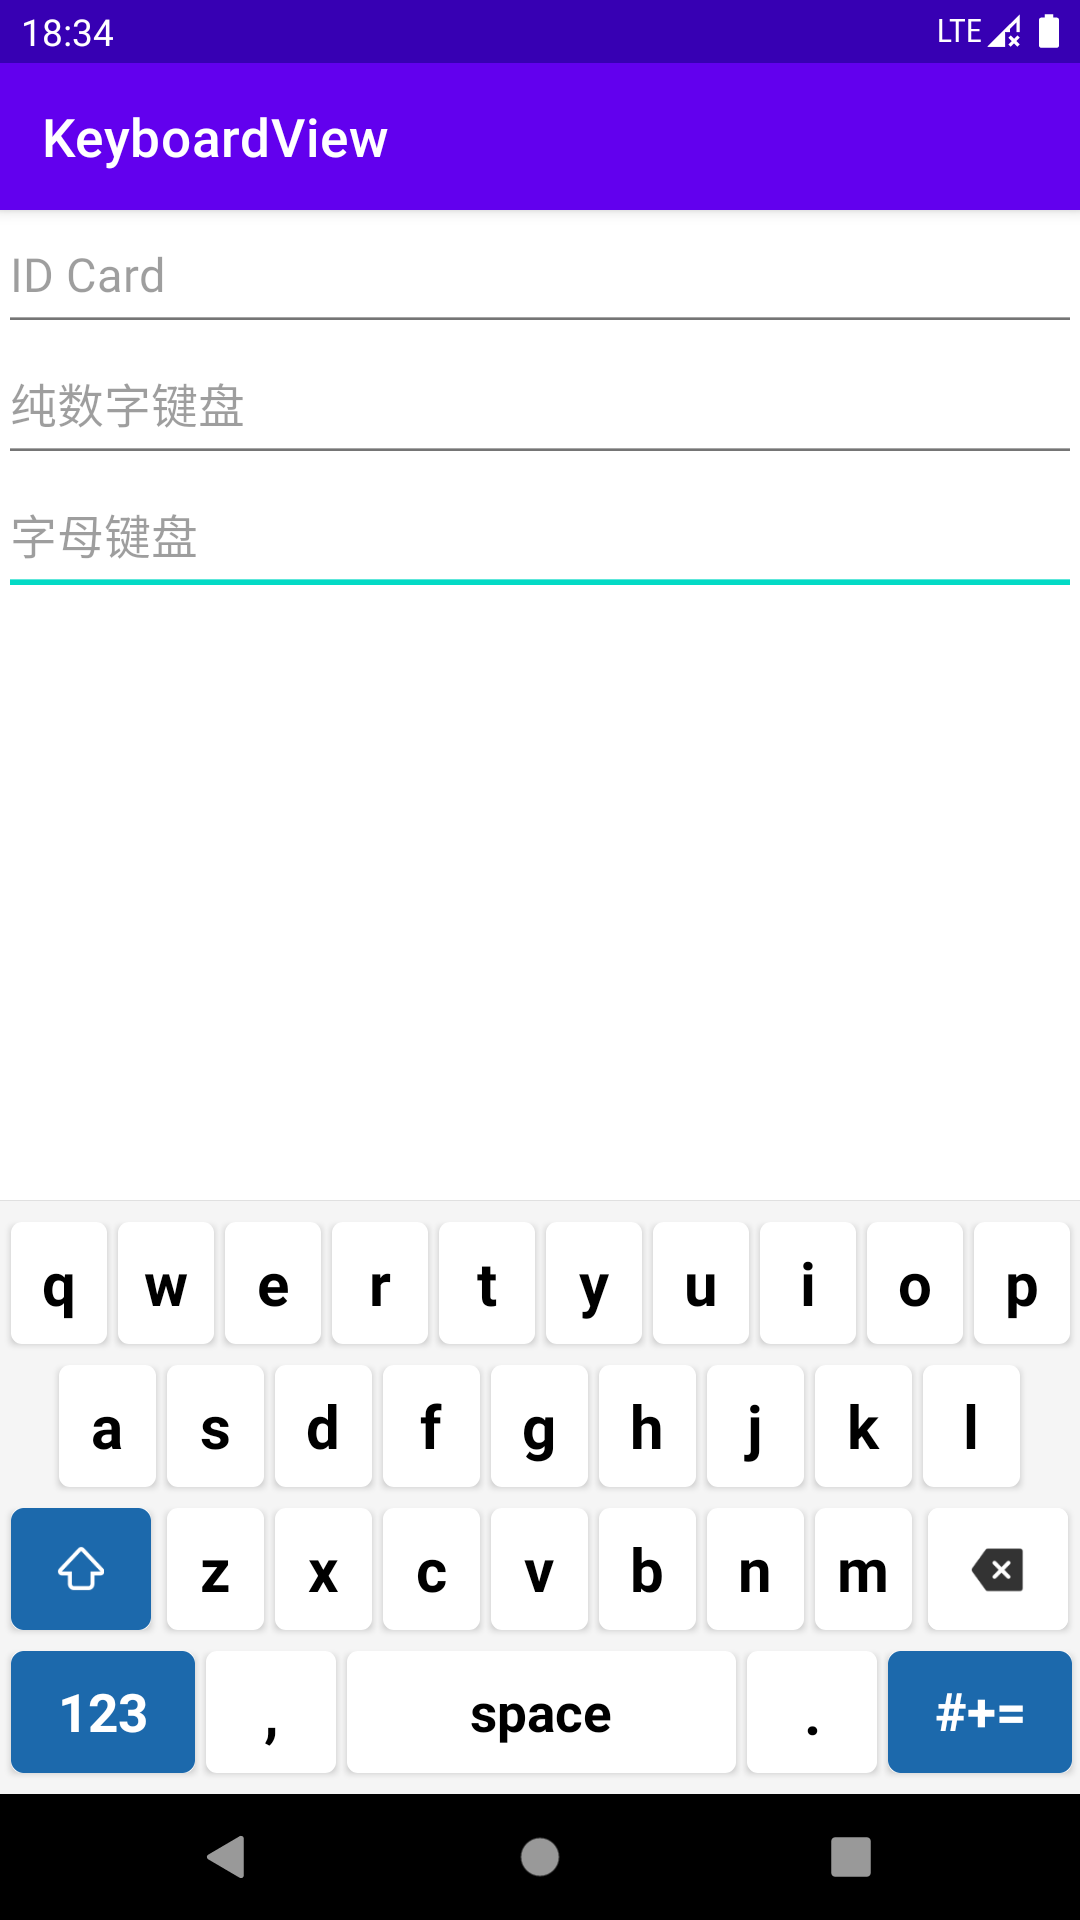 18:34 LTE
KeyboardView
ID Card
纯数字键盘
字母键盘
q w e r t y u i o p
a s d f g h j k l
z x c v b n m
123 , space . #+=